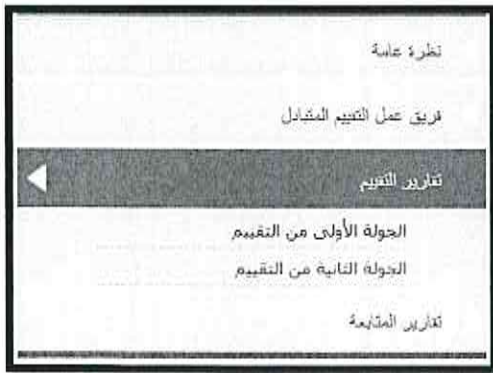 نظرة عامة
فريق عمل التقييم المتبادل
تقارير التقييم
الجولة الأولى من التقييم
الجولة الثانية من التقييم
تقارير المتابعة